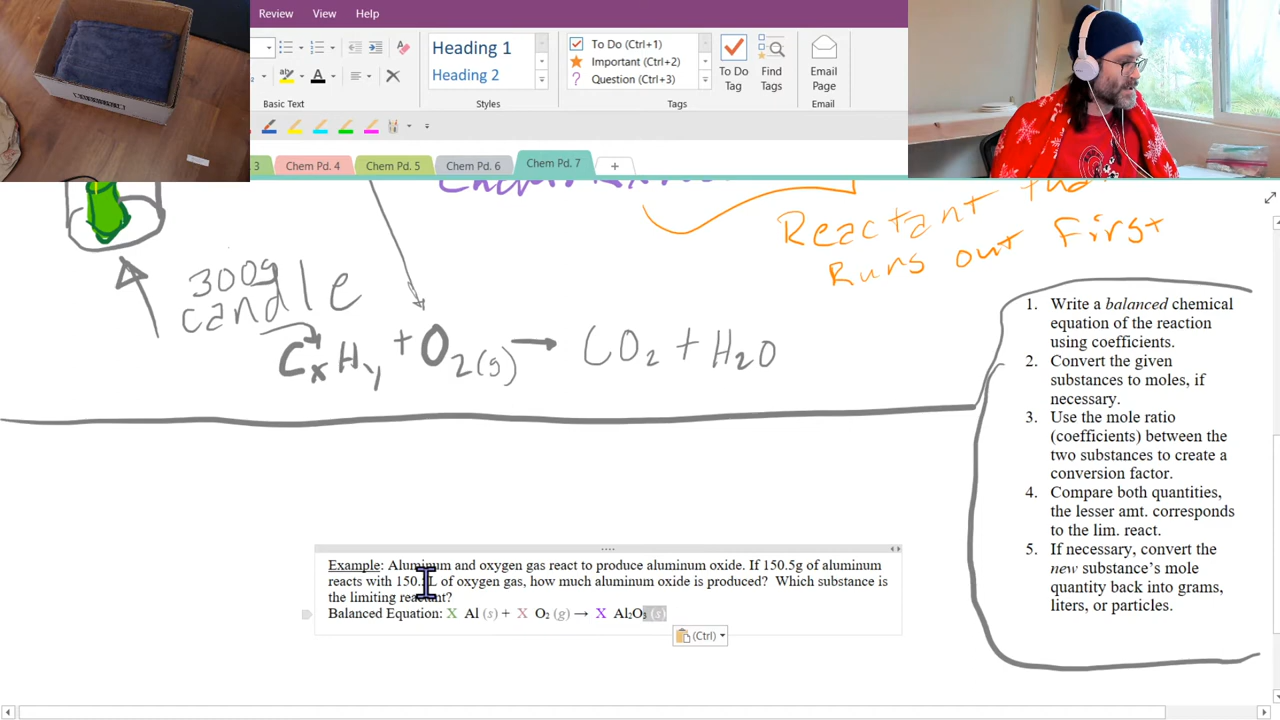 Review View Help
Heading 1
Heading 2
To Do (Ctrl+1)
Important (Ctrl+2)
Question (Ctrl+3)
To Do
Tag
Find
Tags
Email
Page
Basic Text
Styles
Tags
Email
3
Chem Pd. 4
Chem Pd. 5
Chem Pd. 6
Chem Pd. 7
Reactant
Runs out First
300g
candle
CxHy + O2(g) → CO2 + H2O
1. Write a balanced chemical
equation of the reaction
using coefficients.
2. Convert the given
substances to moles, if
necessary.
3. Use the mole ratio
(coefficients) between the
two substances to create a
conversion factor.
4. Compare both quantities,
the lesser amt. corresponds
to the lim. react.
5. If necessary, convert the
new substance's mole
quantity back into grams,
liters, or particles.
Example: Aluminum and oxygen gas react to produce aluminum oxide. If 150.5g of aluminum
reacts with of oxygen gas, how much aluminum oxide is produced? Which substance is
the limiting reactant?
Balanced Equation: X Al (s) + X O2 (g) → X Al2O3 (s)
(Ctrl)